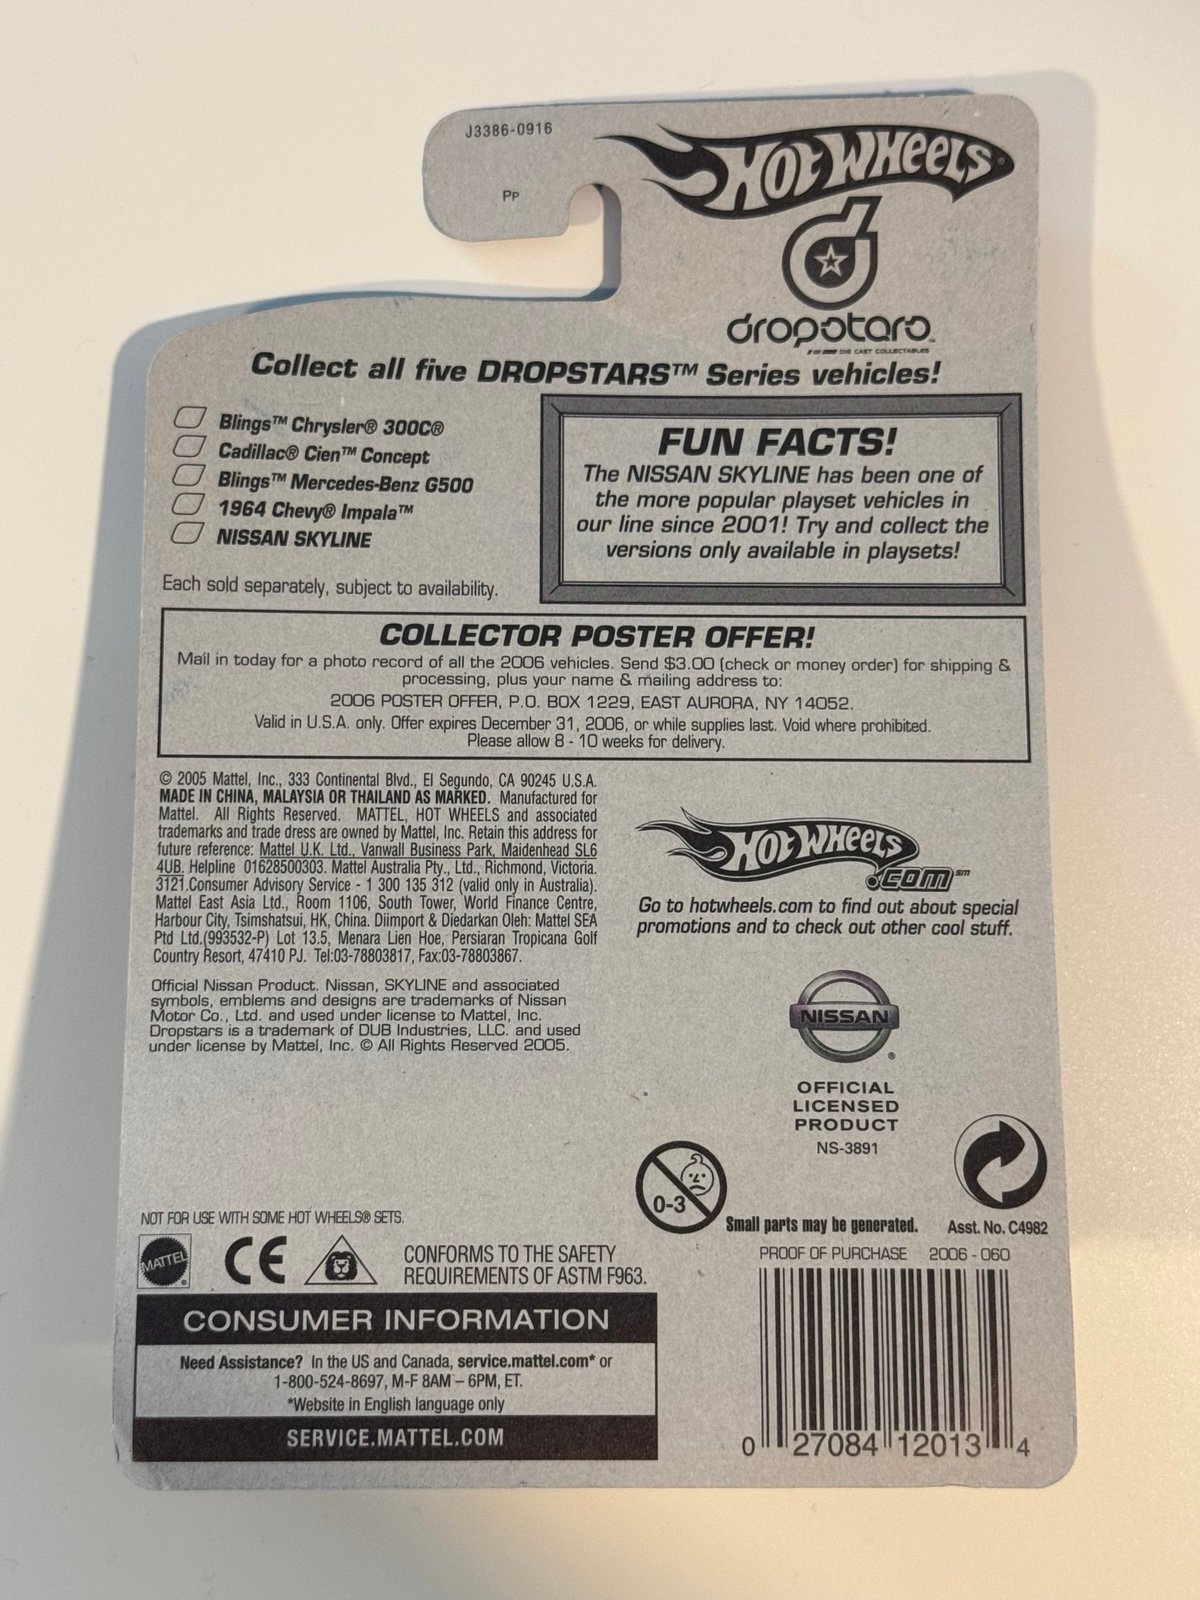 J3386-0916
Pp
HOT WHEELS®
dropstars™
DIE CAST COLLECTABLES
Collect all five DROPSTARS™ Series vehicles!
Blings™ Chrysler® 300C®
Cadillac® Cien™ Concept
Blings™ Mercedes-Benz G500
1964 Chevy® Impala™
NISSAN SKYLINE
Each sold separately, subject to availability.
FUN FACTS!
The NISSAN SKYLINE has been one of
the more popular playset vehicles in
our line since 2001! Try and collect the
versions only available in playsets!
COLLECTOR POSTER OFFER!
Mail in today for a photo record of all the 2006 vehicles. Send $3.00 (check or money order) for shipping &
processing, plus your name & mailing address to:
2006 POSTER OFFER, P.O. BOX 1229, EAST AURORA, NY 14052.
Valid in U.S.A. only. Offer expires December 31, 2006, or while supplies last. Void where prohibited.
Please allow 8 - 10 weeks for delivery.
© 2005 Mattel, Inc., 333 Continental Blvd., El Segundo, CA 90245 U.S.A.
MADE IN CHINA, MALAYSIA OR THAILAND AS MARKED. Manufactured for
Mattel. All Rights Reserved. MATTEL, HOT WHEELS and associated
trademarks and trade dress are owned by Mattel, Inc. Retain this address for
future reference: Mattel U.K. Ltd., Vanwall Business Park, Maidenhead SL6
4UB. Helpline 01628500303. Mattel Australia Pty., Ltd., Richmond, Victoria.
3121.Consumer Advisory Service - 1 300 135 312 (valid only in Australia).
Mattel East Asia Ltd., Room 1106, South Tower, World Finance Centre,
Harbour City, Tsimshatsui, HK, China. Diimport & Diedarkan Oleh: Mattel SEA
Ptd Ltd.(993532-P) Lot 13.5, Menara Lien Hoe, Persiaran Tropicana Golf
Country Resort, 47410 PJ. Tel:03-78803817, Fax:03-78803867.
Official Nissan Product. Nissan, SKYLINE and associated
symbols, emblems and designs are trademarks of Nissan
Motor Co., Ltd. and used under license to Mattel, Inc.
Dropstars is a trademark of DUB Industries, LLC. and used
under license by Mattel, Inc. © All Rights Reserved 2005.
HOT WHEELS
.COM℠
Go to hotwheels.com to find out about special
promotions and to check out other cool stuff.
NISSAN
®
OFFICIAL
LICENSED
PRODUCT
NS-3891
0-3
Small parts may be generated.
Asst. No. C4982
NOT FOR USE WITH SOME HOT WHEELS® SETS.
MATTEL®
CE
CONFORMS TO THE SAFETY
REQUIREMENTS OF ASTM F963.
CONSUMER INFORMATION
Need Assistance? In the US and Canada, service.mattel.com* or
1-800-524-8697, M-F 8AM – 6PM, ET.
*Website in English language only
SERVICE.MATTEL.COM
PROOF OF PURCHASE 2006 - 060
0 27084 12013 4